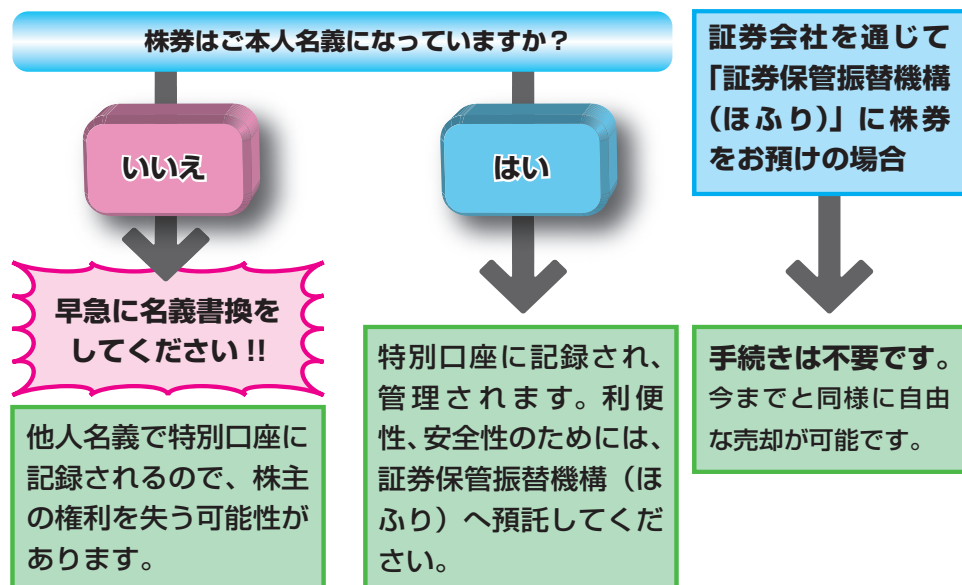 株券はご本人名義になっていますか？
いいえ
早急に名義書換を
してください !!
他人名義で特別口座に
記録されるので、株主
の権利を失う可能性が
あります。
はい
特別口座に記録され、
管理されます。利便
性、安全性のためには、
証券保管振替機構（ほ
ふり）へ預託してくだ
さい。
証券会社を通じて
「証券保管振替機構
（ほふり）」に株券
をお預けの場合
手続きは不要です。
今までと同様に自由
な売却が可能です。